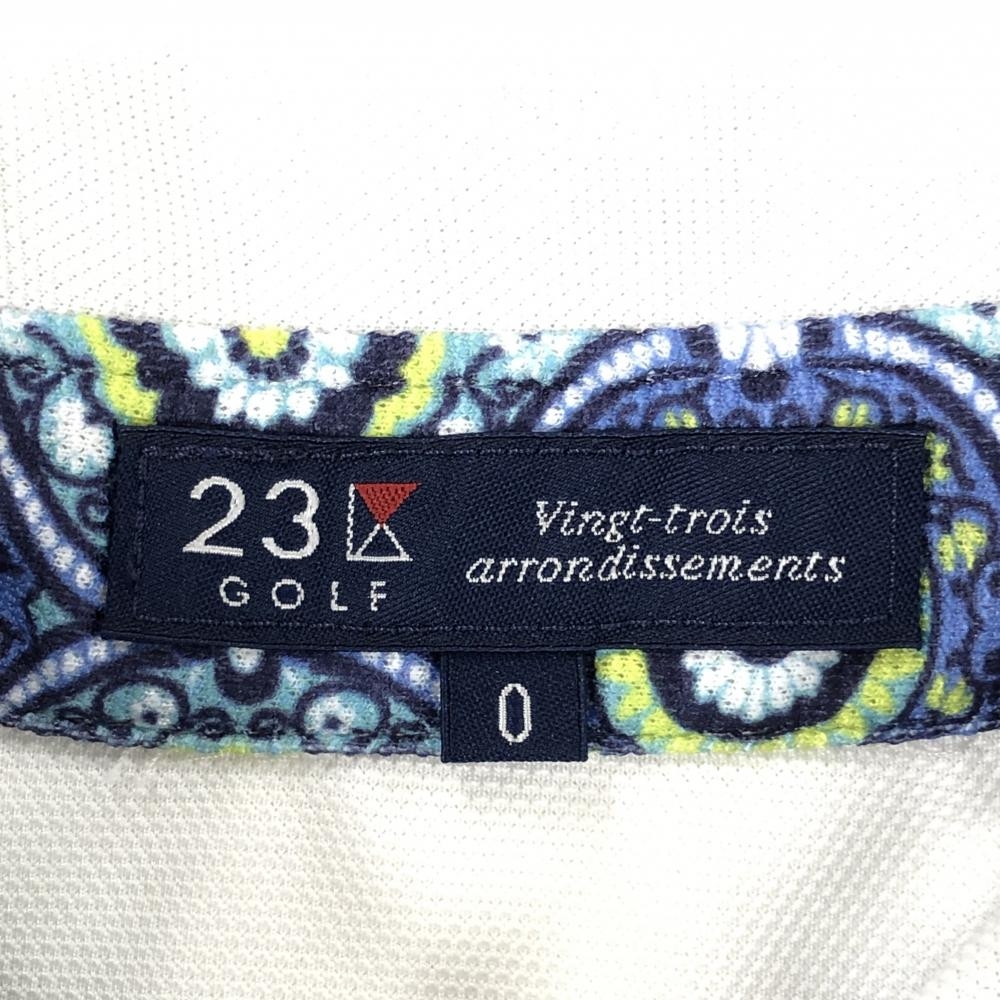 23
GOLF
Vingt-trois
arrondissements
0